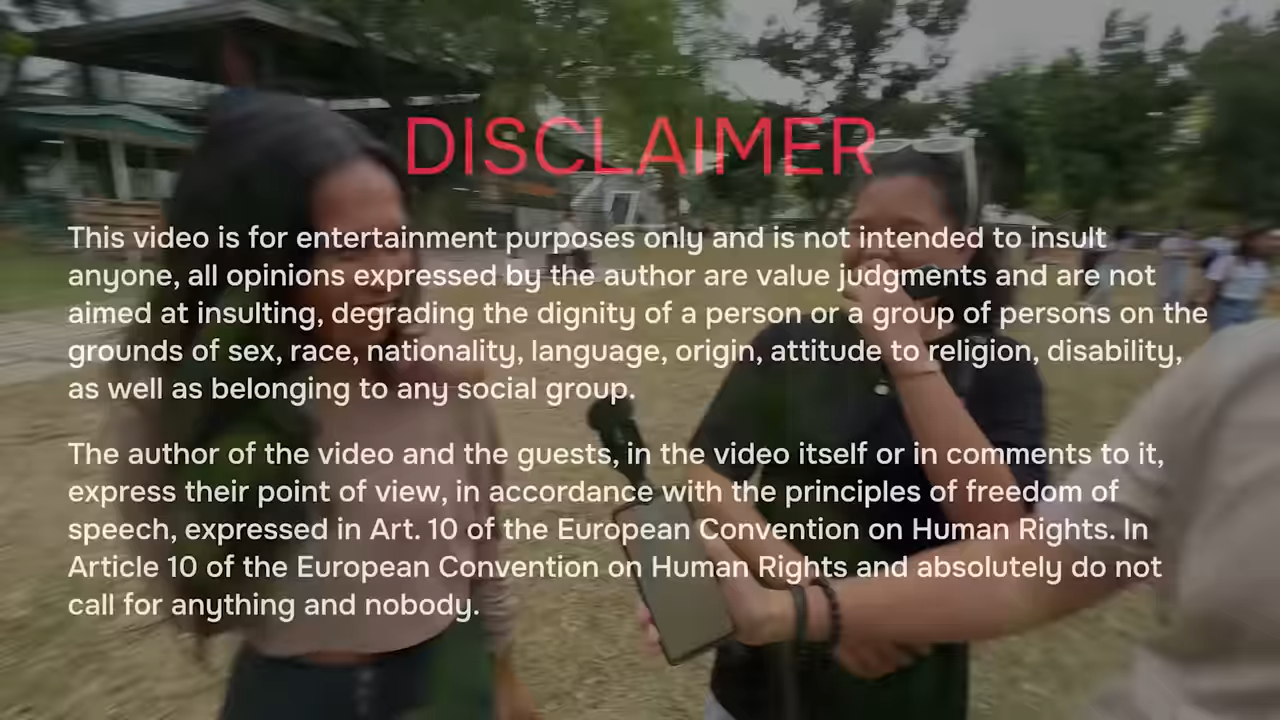 DISCLAIMER
This video is for entertainment purposes only and is not intended to insult
anyone, all opinions expressed by the author are value judgments and are not
aimed at insulting, degrading the dignity of a person or a group of persons on the
grounds of sex, race, nationality, language, origin, attitude to religion, disability,
as well as belonging to any social group.
The author of the video and the guests, in the video itself or in comments to it,
express their point of view, in accordance with the principles of freedom of
speech, expressed in Art. 10 of the European Convention on Human Rights. In
Article 10 of the European Convention on Human Rights and absolutely do not
call for anything and nobody.